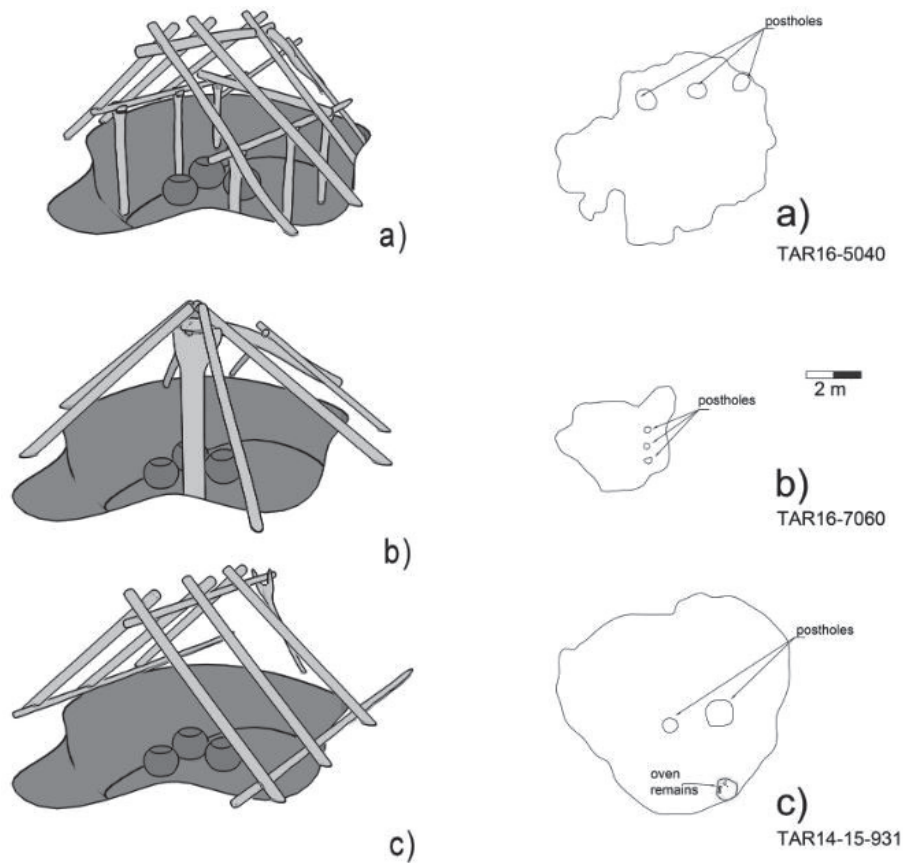 postholes
a)
a)
TAR16-5040
2 m
postholes
b)
TAR16-7060
b)
postholes
oven
remains
c)
TAR14-15-931
c)